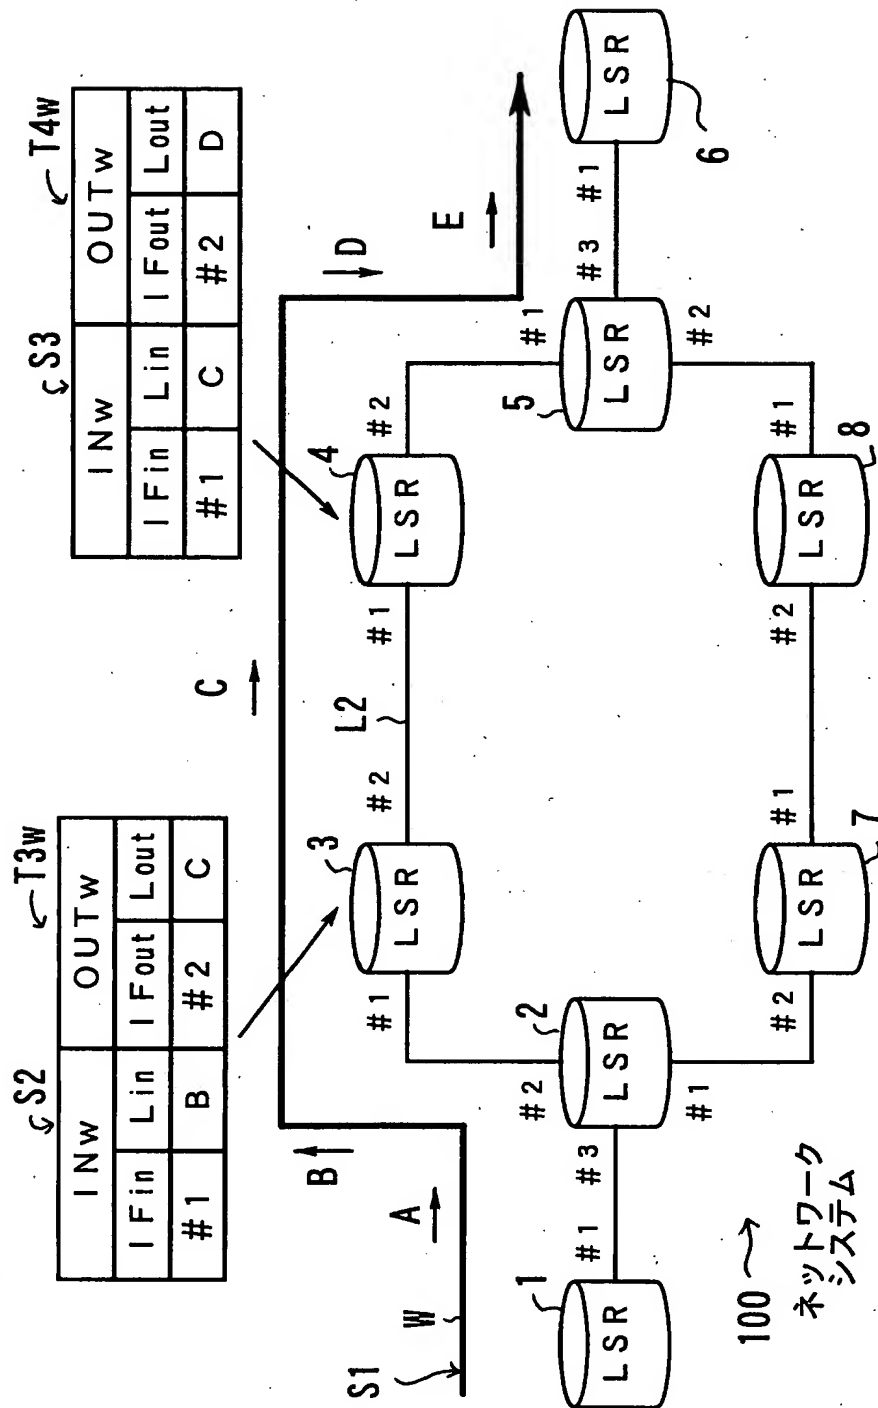 S2
T3w
INw OUTw
IFin Lin IFout Lout
#1 B #2 C
S3
T4w
INw OUTw
IFin Lin IFout Lout
#1 C #2 D
S1
W
A
B
C
D
E
3
LSR
#1
#2
L2
4
LSR
#1
#2
1
LSR
#1
#3
2
LSR
#2
#1
5
LSR
#1
#3
#2
6
LSR
#1
7
LSR
#2
#1
8
LSR
#2
#1
100
ネットワーク
システム